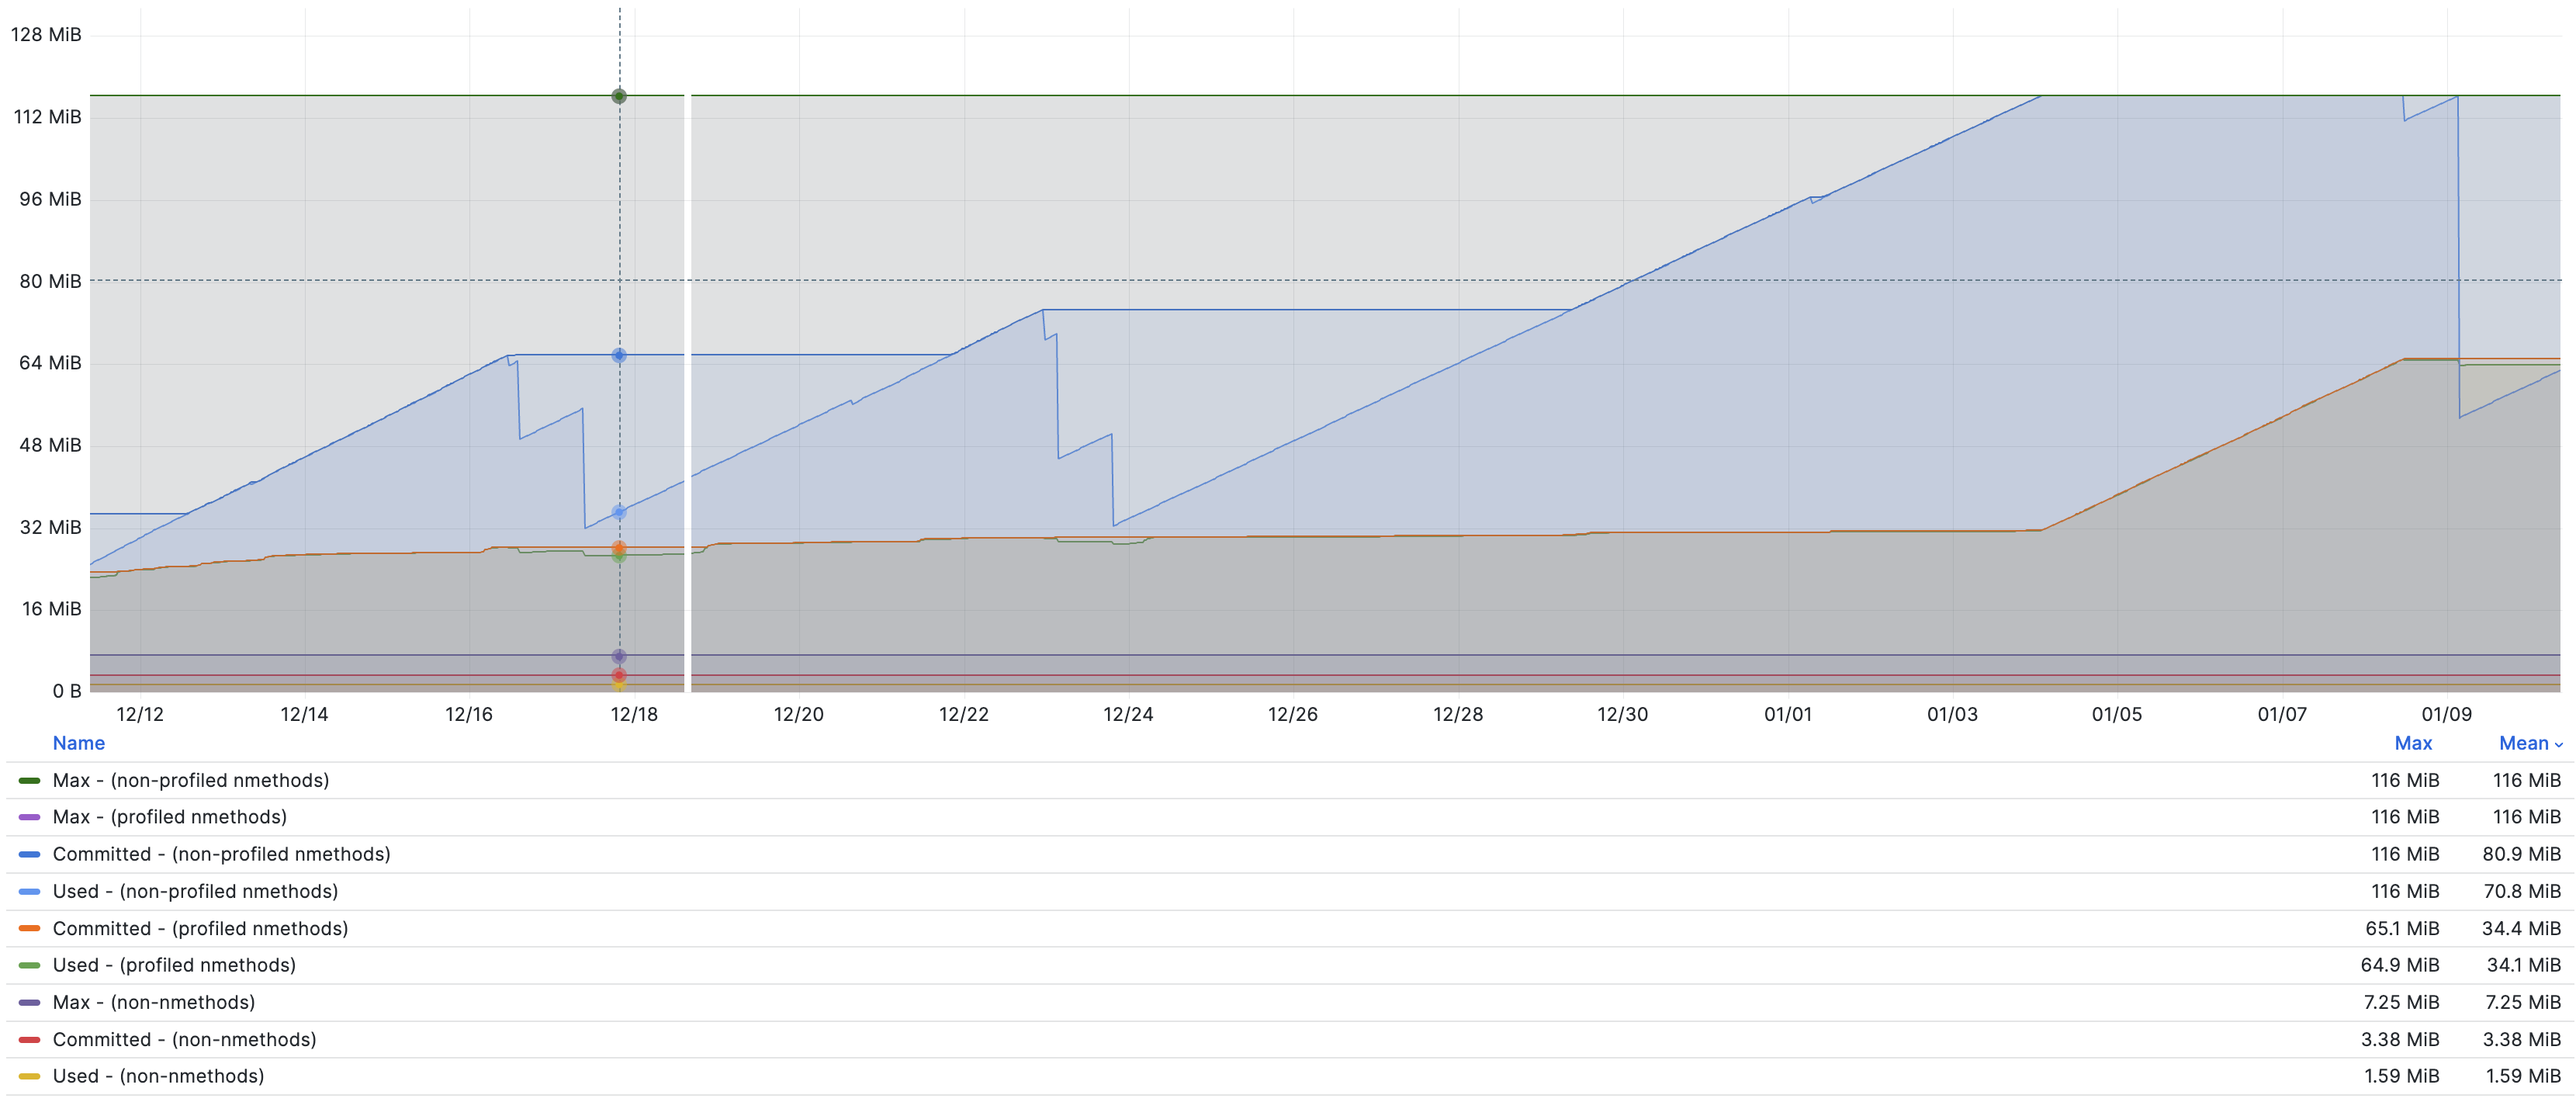 128 MiB
112 MiB
96 MiB
80 MiB
64 MiB
48 MiB
32 MiB
16 MiB
0 B
12/12 12/14 12/16 12/18 12/20 12/22 12/24 12/26 12/28 12/30 01/01 01/03 01/05 01/07 01/09
Name Max Mean
Max - (non-profiled nmethods) 116 MiB 116 MiB
Max - (profiled nmethods) 116 MiB 116 MiB
Committed - (non-profiled nmethods) 116 MiB 80.9 MiB
Used - (non-profiled nmethods) 116 MiB 70.8 MiB
Committed - (profiled nmethods) 65.1 MiB 34.4 MiB
Used - (profiled nmethods) 64.9 MiB 34.1 MiB
Max - (non-nmethods) 7.25 MiB 7.25 MiB
Committed - (non-nmethods) 3.38 MiB 3.38 MiB
Used - (non-nmethods) 1.59 MiB 1.59 MiB